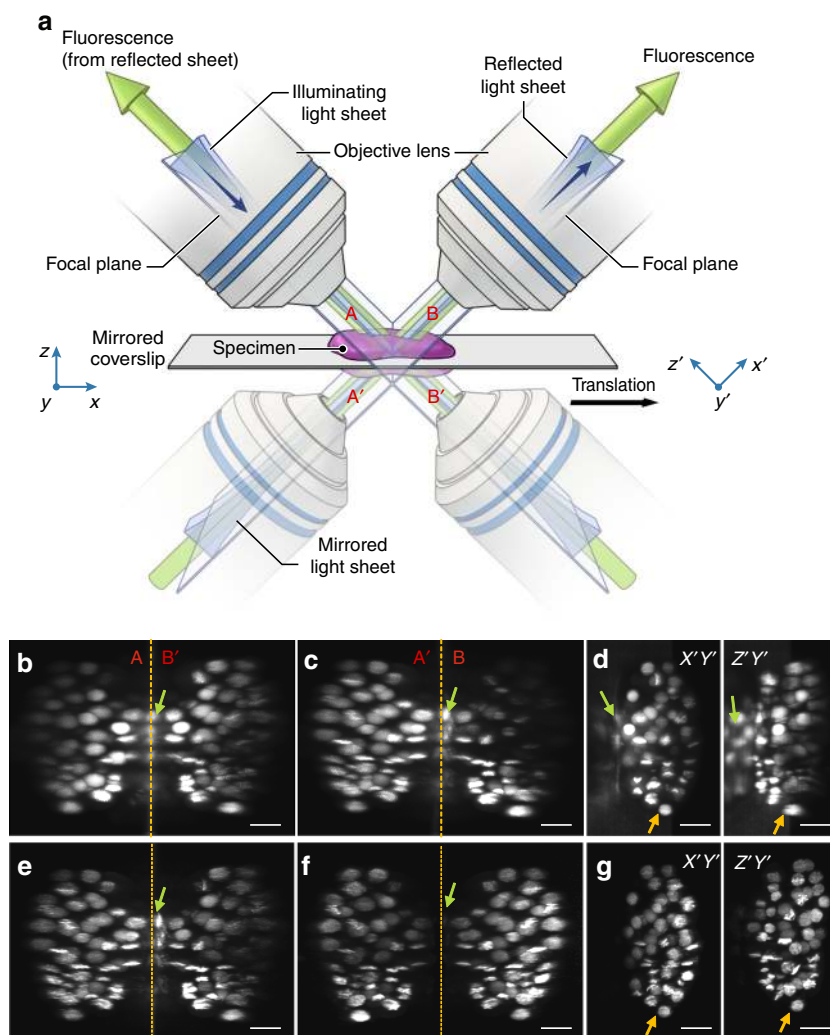 a
Fluorescence
(from reflected sheet)
Illuminating
light sheet
Reflected
light sheet
Fluorescence
Objective lens
Focal plane
Focal plane
A
B
Mirrored
coverslip
Specimen
z
y
x
A′
B′
Translation
z′
x′
y′
Mirrored
light sheet
b
A
B′
c
A′
B
d
X′Y′
Z′Y′
e
f
g
X′Y′
Z′Y′